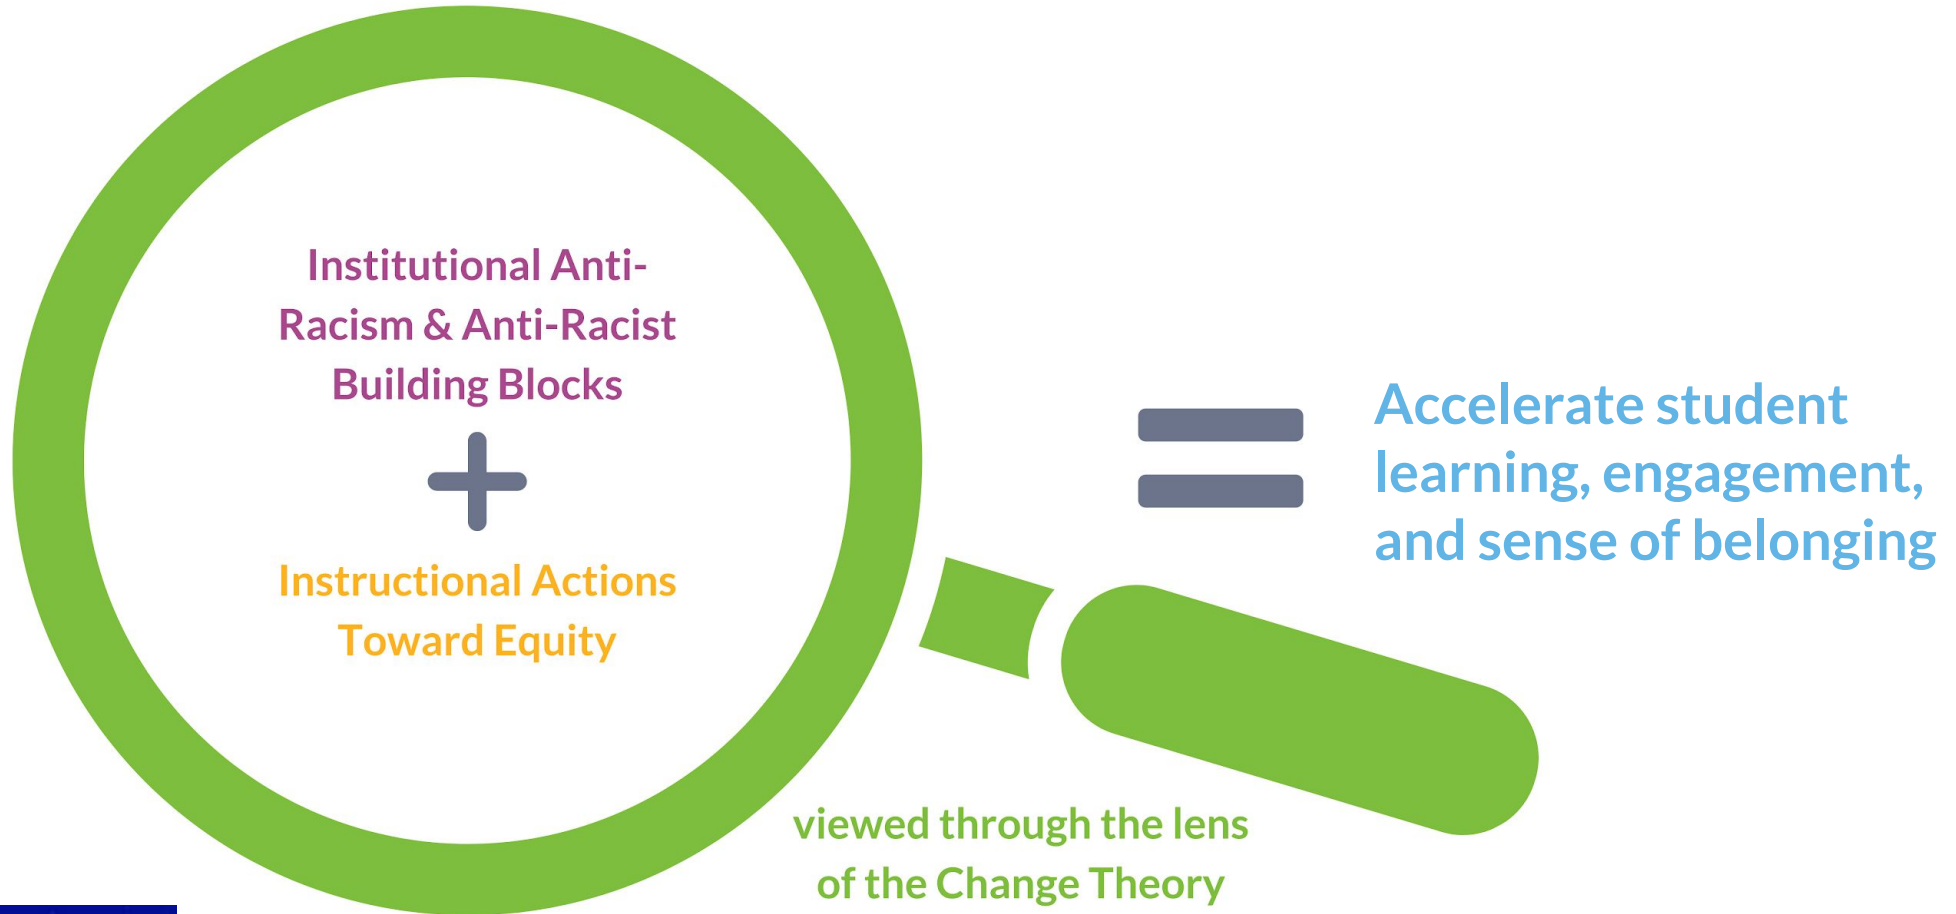 Institutional Anti-
Racism & Anti-Racist
Building Blocks
+
Instructional Actions
Toward Equity
=
Accelerate student
learning, engagement,
and sense of belonging
viewed through the lens
of the Change Theory